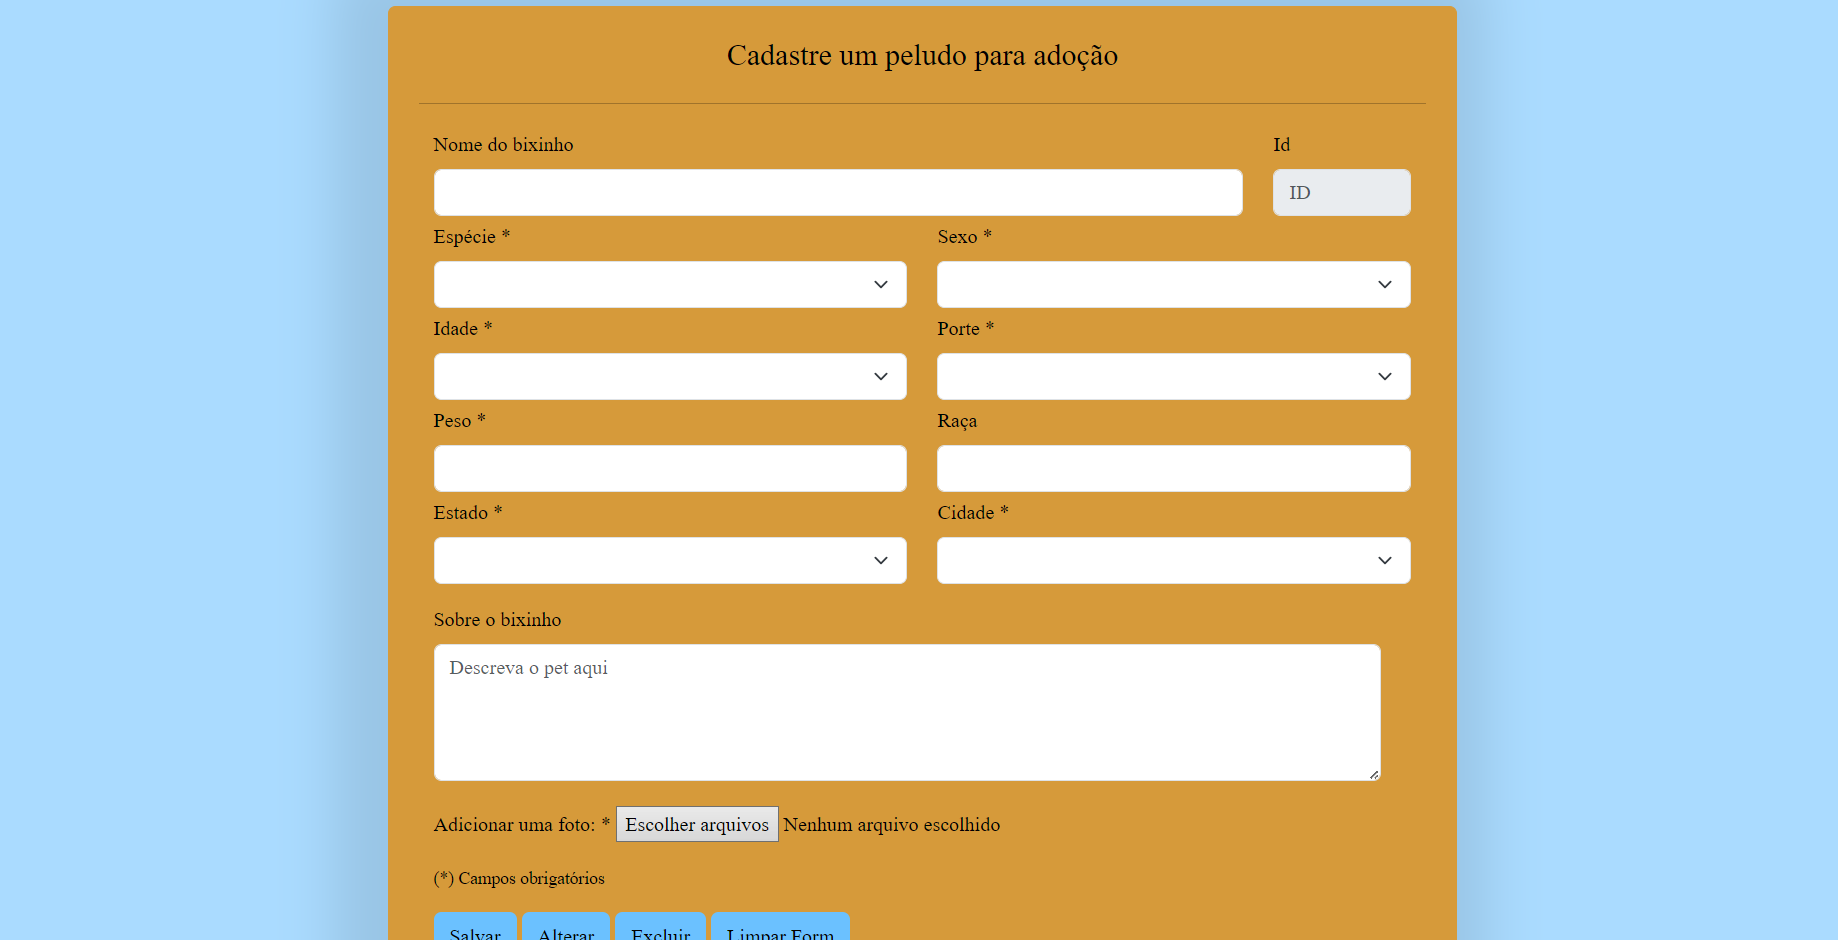 Cadastre um peludo para adoção
Nome do bixinho Id
ID
Espécie * Sexo *
Idade * Porte *
Peso * Raça
Estado * Cidade *
Sobre o bixinho
Descreva o pet aqui
Adicionar uma foto: * Escolher arquivos Nenhum arquivo escolhido
(*) Campos obrigatórios
Salvar Alterar Excluir Limpar Form